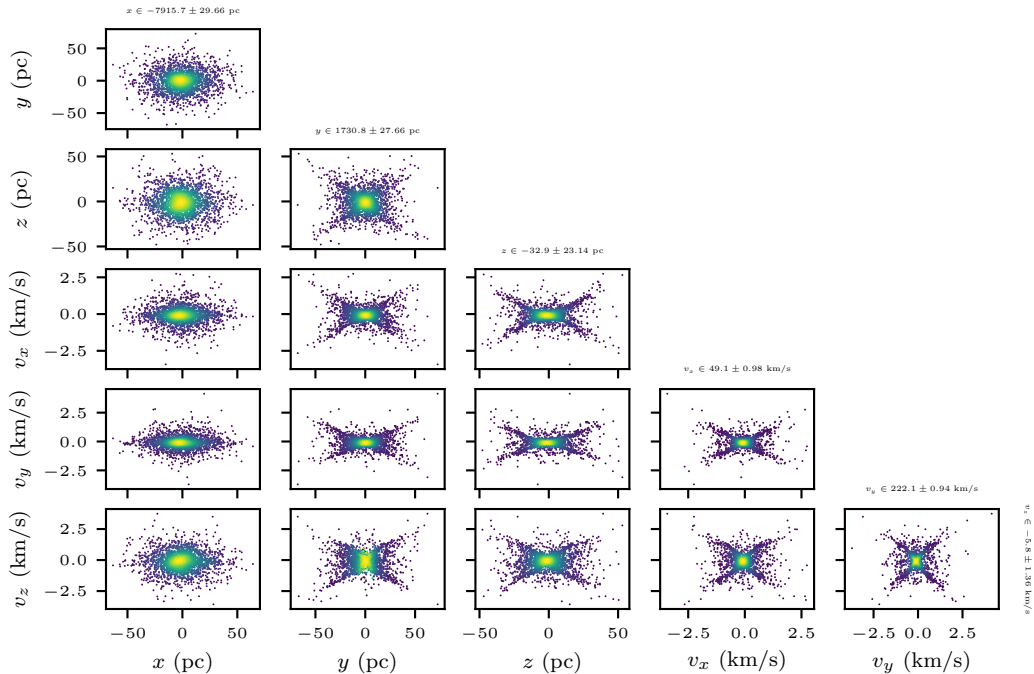 x ∈ −7915.7 ± 29.66 pc
y (pc)
50
0
−50
y ∈ 1730.8 ± 27.66 pc
z (pc)
50
0
−50
z ∈ −32.9 ± 23.14 pc
v_x (km/s)
2.5
0.0
−2.5
v_x ∈ 49.1 ± 0.98 km/s
v_y (km/s)
2.5
0.0
−2.5
v_y ∈ 222.1 ± 0.94 km/s
v_z (km/s)
2.5
0.0
−2.5
v_z ∈ −5.8 ± 1.36 km/s
−50 0 50
−50 0 50
−50 0 50
−2.5 0.0 2.5
−2.5 0.0 2.5
x (pc)
y (pc)
z (pc)
v_x (km/s)
v_y (km/s)